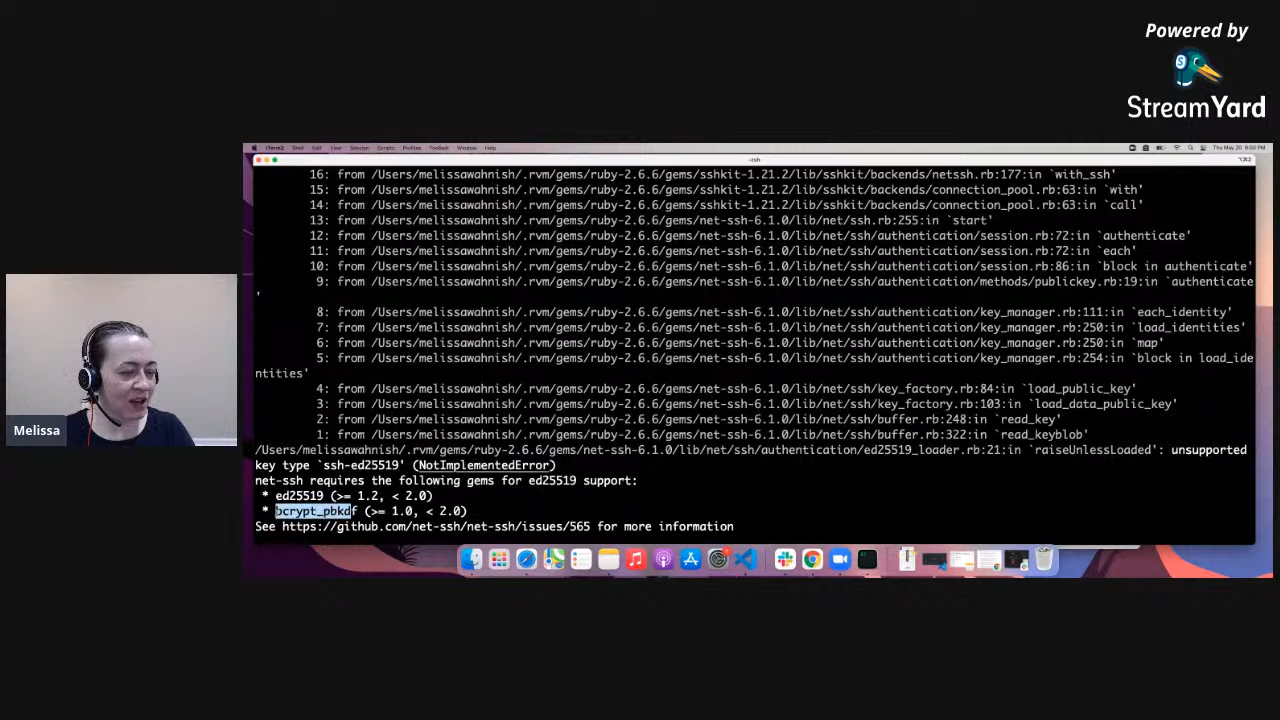 Powered by
StreamYard
iTerm2 Shell Edit View Session Scripts Profiles Toolbelt Window Help
Thu May 20 9:00 PM
-zsh
16: from /Users/melissawahnish/.rvm/gems/ruby-2.6.6/gems/sshkit-1.21.2/lib/sshkit/backends/netssh.rb:177:in `with_ssh'
15: from /Users/melissawahnish/.rvm/gems/ruby-2.6.6/gems/sshkit-1.21.2/lib/sshkit/backends/connection_pool.rb:63:in `with'
14: from /Users/melissawahnish/.rvm/gems/ruby-2.6.6/gems/sshkit-1.21.2/lib/sshkit/backends/connection_pool.rb:63:in `call'
13: from /Users/melissawahnish/.rvm/gems/ruby-2.6.6/gems/net-ssh-6.1.0/lib/net/ssh.rb:255:in `start'
12: from /Users/melissawahnish/.rvm/gems/ruby-2.6.6/gems/net-ssh-6.1.0/lib/net/ssh/authentication/session.rb:72:in `authenticate'
11: from /Users/melissawahnish/.rvm/gems/ruby-2.6.6/gems/net-ssh-6.1.0/lib/net/ssh/authentication/session.rb:72:in `each'
10: from /Users/melissawahnish/.rvm/gems/ruby-2.6.6/gems/net-ssh-6.1.0/lib/net/ssh/authentication/session.rb:86:in `block in authenticate'
9: from /Users/melissawahnish/.rvm/gems/ruby-2.6.6/gems/net-ssh-6.1.0/lib/net/ssh/authentication/methods/publickey.rb:19:in `authenticate
'
8: from /Users/melissawahnish/.rvm/gems/ruby-2.6.6/gems/net-ssh-6.1.0/lib/net/ssh/authentication/key_manager.rb:111:in `each_identity'
7: from /Users/melissawahnish/.rvm/gems/ruby-2.6.6/gems/net-ssh-6.1.0/lib/net/ssh/authentication/key_manager.rb:250:in `load_identities'
6: from /Users/melissawahnish/.rvm/gems/ruby-2.6.6/gems/net-ssh-6.1.0/lib/net/ssh/authentication/key_manager.rb:250:in `map'
5: from /Users/melissawahnish/.rvm/gems/ruby-2.6.6/gems/net-ssh-6.1.0/lib/net/ssh/authentication/key_manager.rb:254:in `block in load_ide
ntities'
4: from /Users/melissawahnish/.rvm/gems/ruby-2.6.6/gems/net-ssh-6.1.0/lib/net/ssh/key_factory.rb:84:in `load_public_key'
3: from /Users/melissawahnish/.rvm/gems/ruby-2.6.6/gems/net-ssh-6.1.0/lib/net/ssh/key_factory.rb:103:in `load_data_public_key'
2: from /Users/melissawahnish/.rvm/gems/ruby-2.6.6/gems/net-ssh-6.1.0/lib/net/ssh/buffer.rb:248:in `read_key'
1: from /Users/melissawahnish/.rvm/gems/ruby-2.6.6/gems/net-ssh-6.1.0/lib/net/ssh/buffer.rb:322:in `read_keyblob'
/Users/melissawahnish/.rvm/gems/ruby-2.6.6/gems/net-ssh-6.1.0/lib/net/ssh/authentication/ed25519_loader.rb:21:in `raiseUnlessLoaded': unsupported
key type `ssh-ed25519' (NotImplementedError)
net-ssh requires the following gems for ed25519 support:
* ed25519 (>= 1.2, < 2.0)
* bcrypt_pbkdf (>= 1.0, < 2.0)
See https://github.com/net-ssh/net-ssh/issues/565 for more information
Melissa